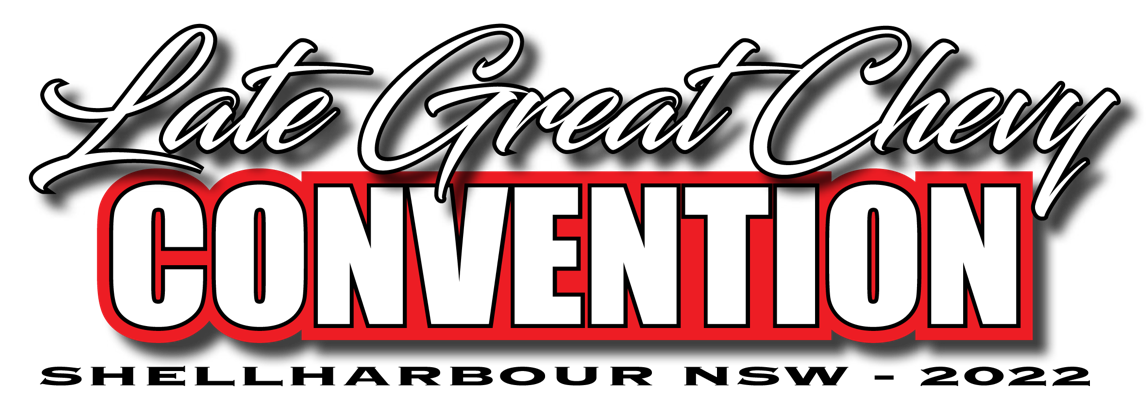 Late Great Chevy
CONVENTION
SHELLHARBOUR NSW - 2022